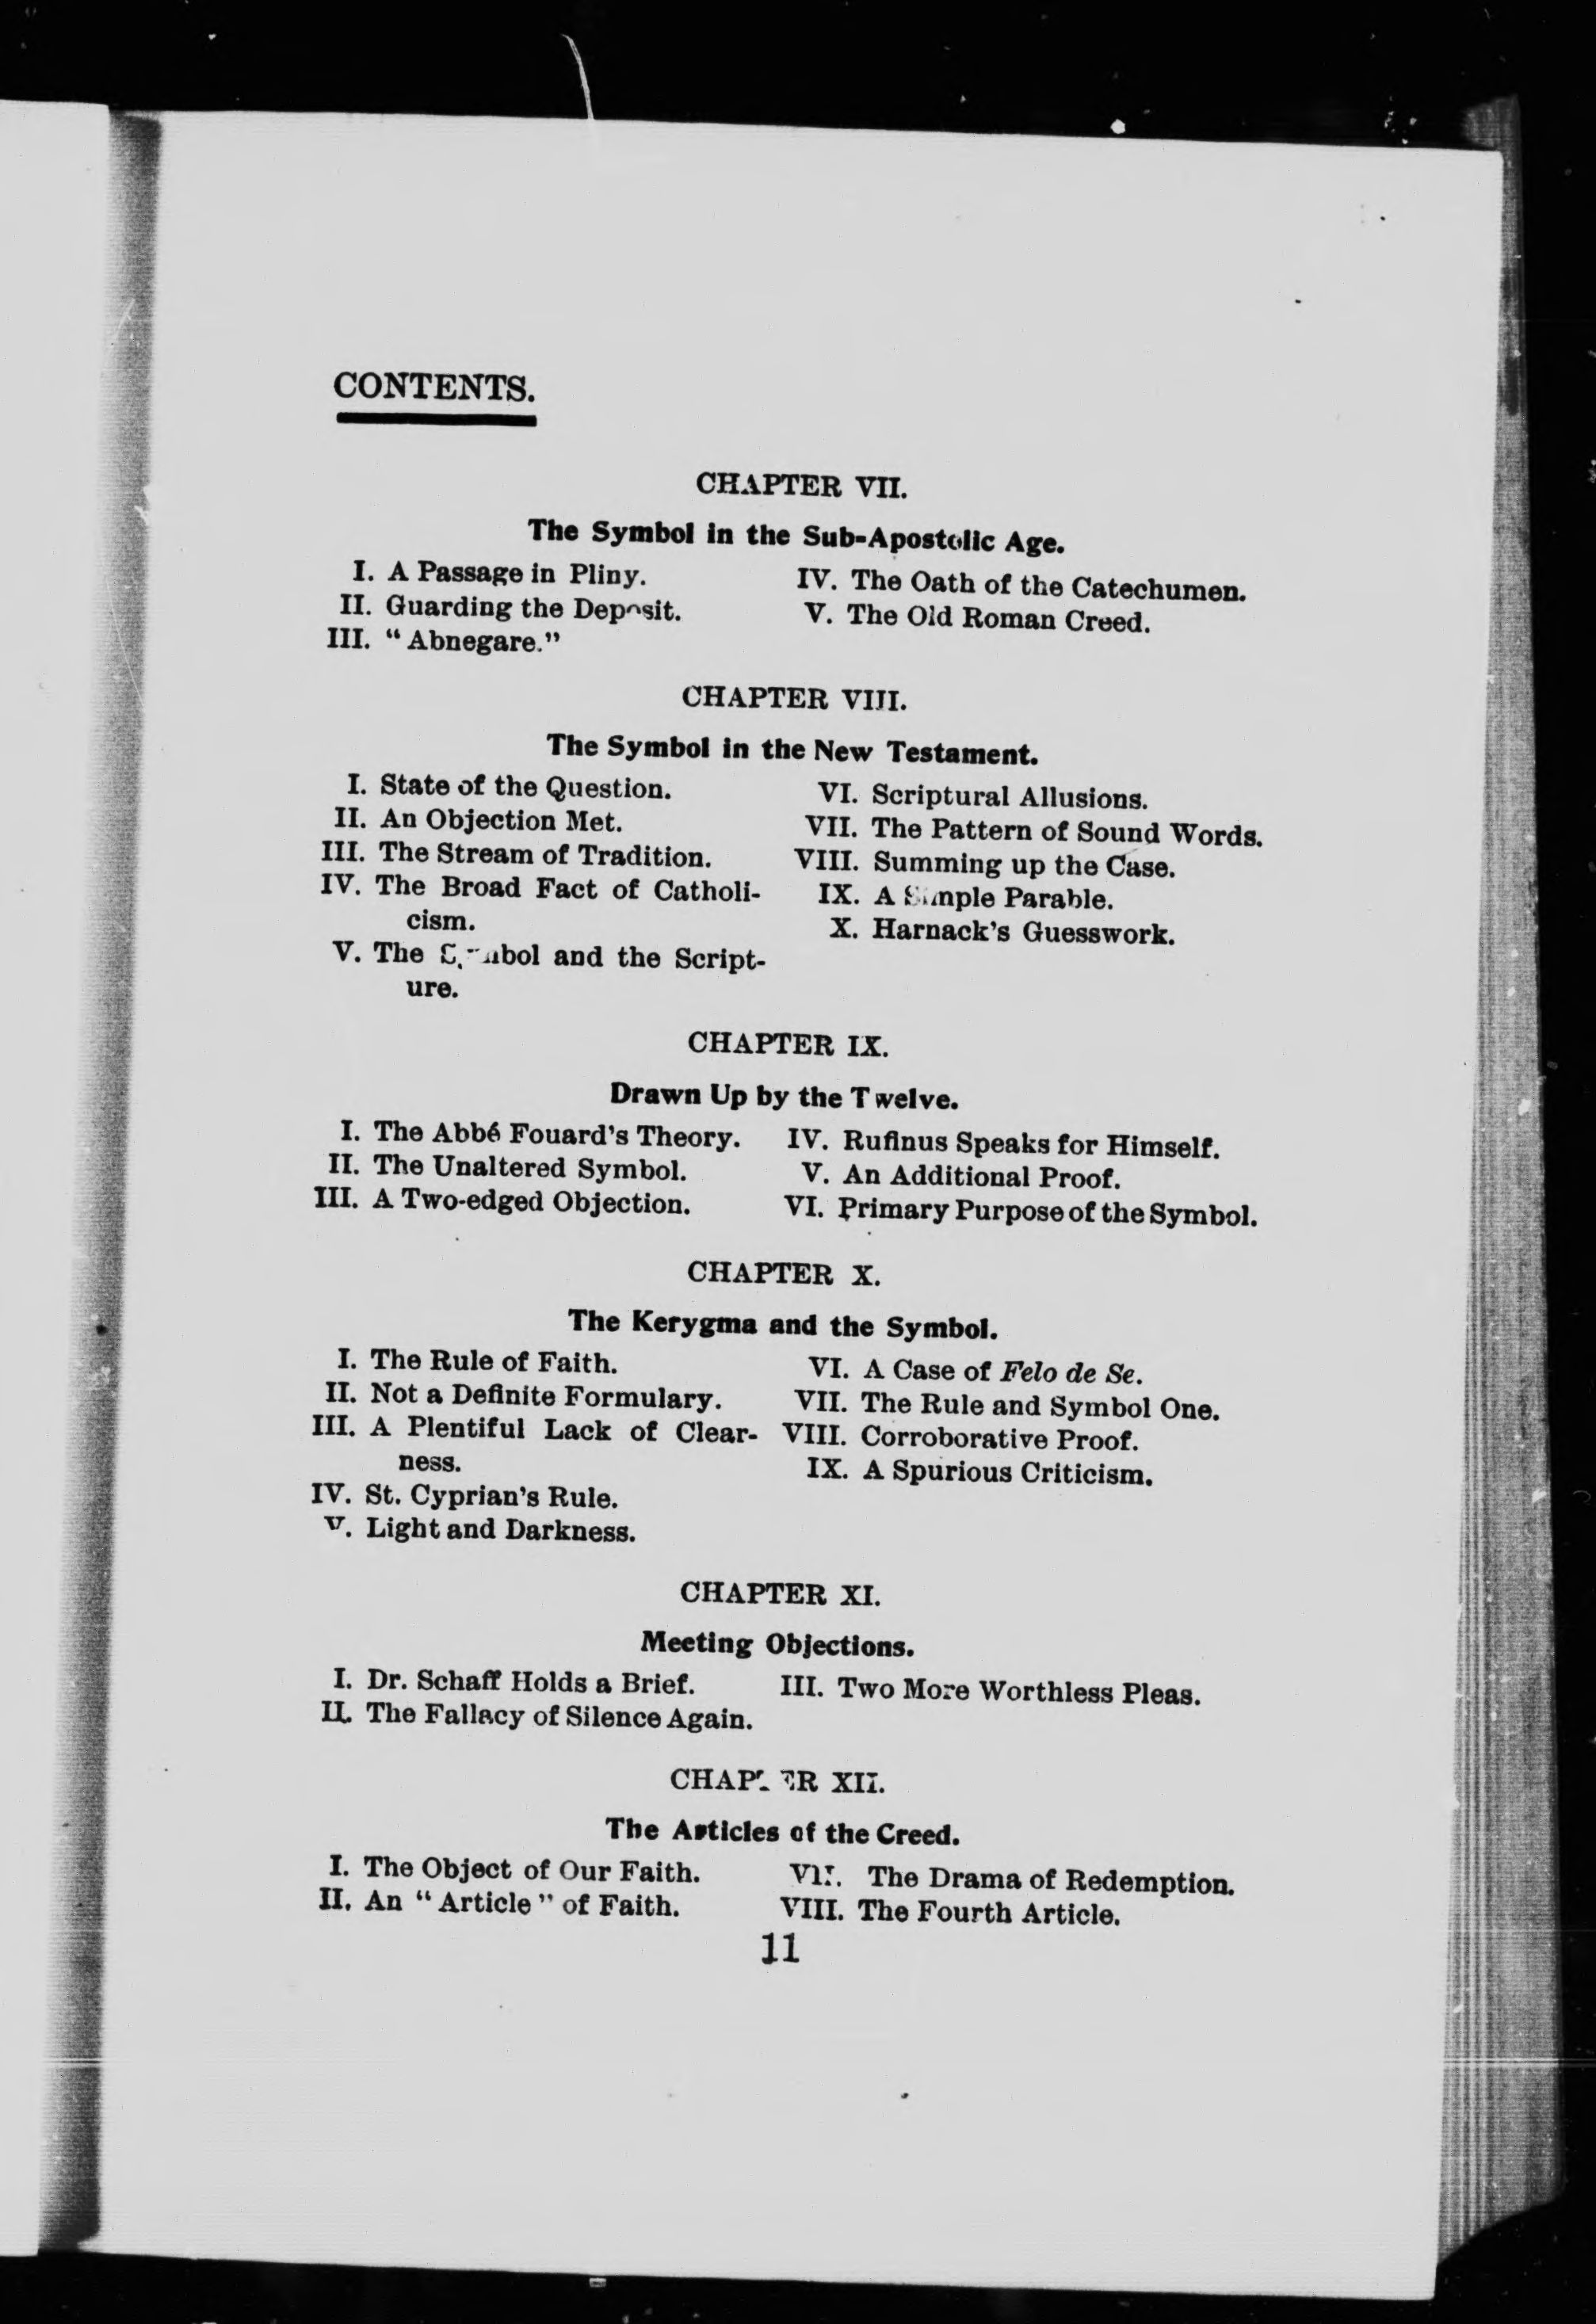 CONTENTS.
CHAPTER VII.
The Symbol in the Sub-Apostolic Age.
I. A Passage in Pliny.
II. Guarding the Deposit.
III. "Abnegare."
IV. The Oath of the Catechumen.
V. The Old Roman Creed.
CHAPTER VIII.
The Symbol in the New Testament.
I. State of the Question.
II. An Objection Met.
III. The Stream of Tradition.
IV. The Broad Fact of Catholi-
cism.
V. The Symbol and the Script-
ure.
VI. Scriptural Allusions.
VII. The Pattern of Sound Words.
VIII. Summing up the Case.
IX. A Simple Parable.
X. Harnack's Guesswork.
CHAPTER IX.
Drawn Up by the Twelve.
I. The Abbé Fouard's Theory.
II. The Unaltered Symbol.
III. A Two-edged Objection.
IV. Rufinus Speaks for Himself.
V. An Additional Proof.
VI. Primary Purpose of the Symbol.
CHAPTER X.
The Kerygma and the Symbol.
I. The Rule of Faith.
II. Not a Definite Formulary.
III. A Plentiful Lack of Clear-
ness.
IV. St. Cyprian's Rule.
V. Light and Darkness.
VI. A Case of Felo de Se.
VII. The Rule and Symbol One.
VIII. Corroborative Proof.
IX. A Spurious Criticism.
CHAPTER XI.
Meeting Objections.
I. Dr. Schaff Holds a Brief.
II. The Fallacy of Silence Again.
III. Two More Worthless Pleas.
CHAPTER XII.
The Articles of the Creed.
I. The Object of Our Faith.
II. An "Article" of Faith.
VII. The Drama of Redemption.
VIII. The Fourth Article.
11